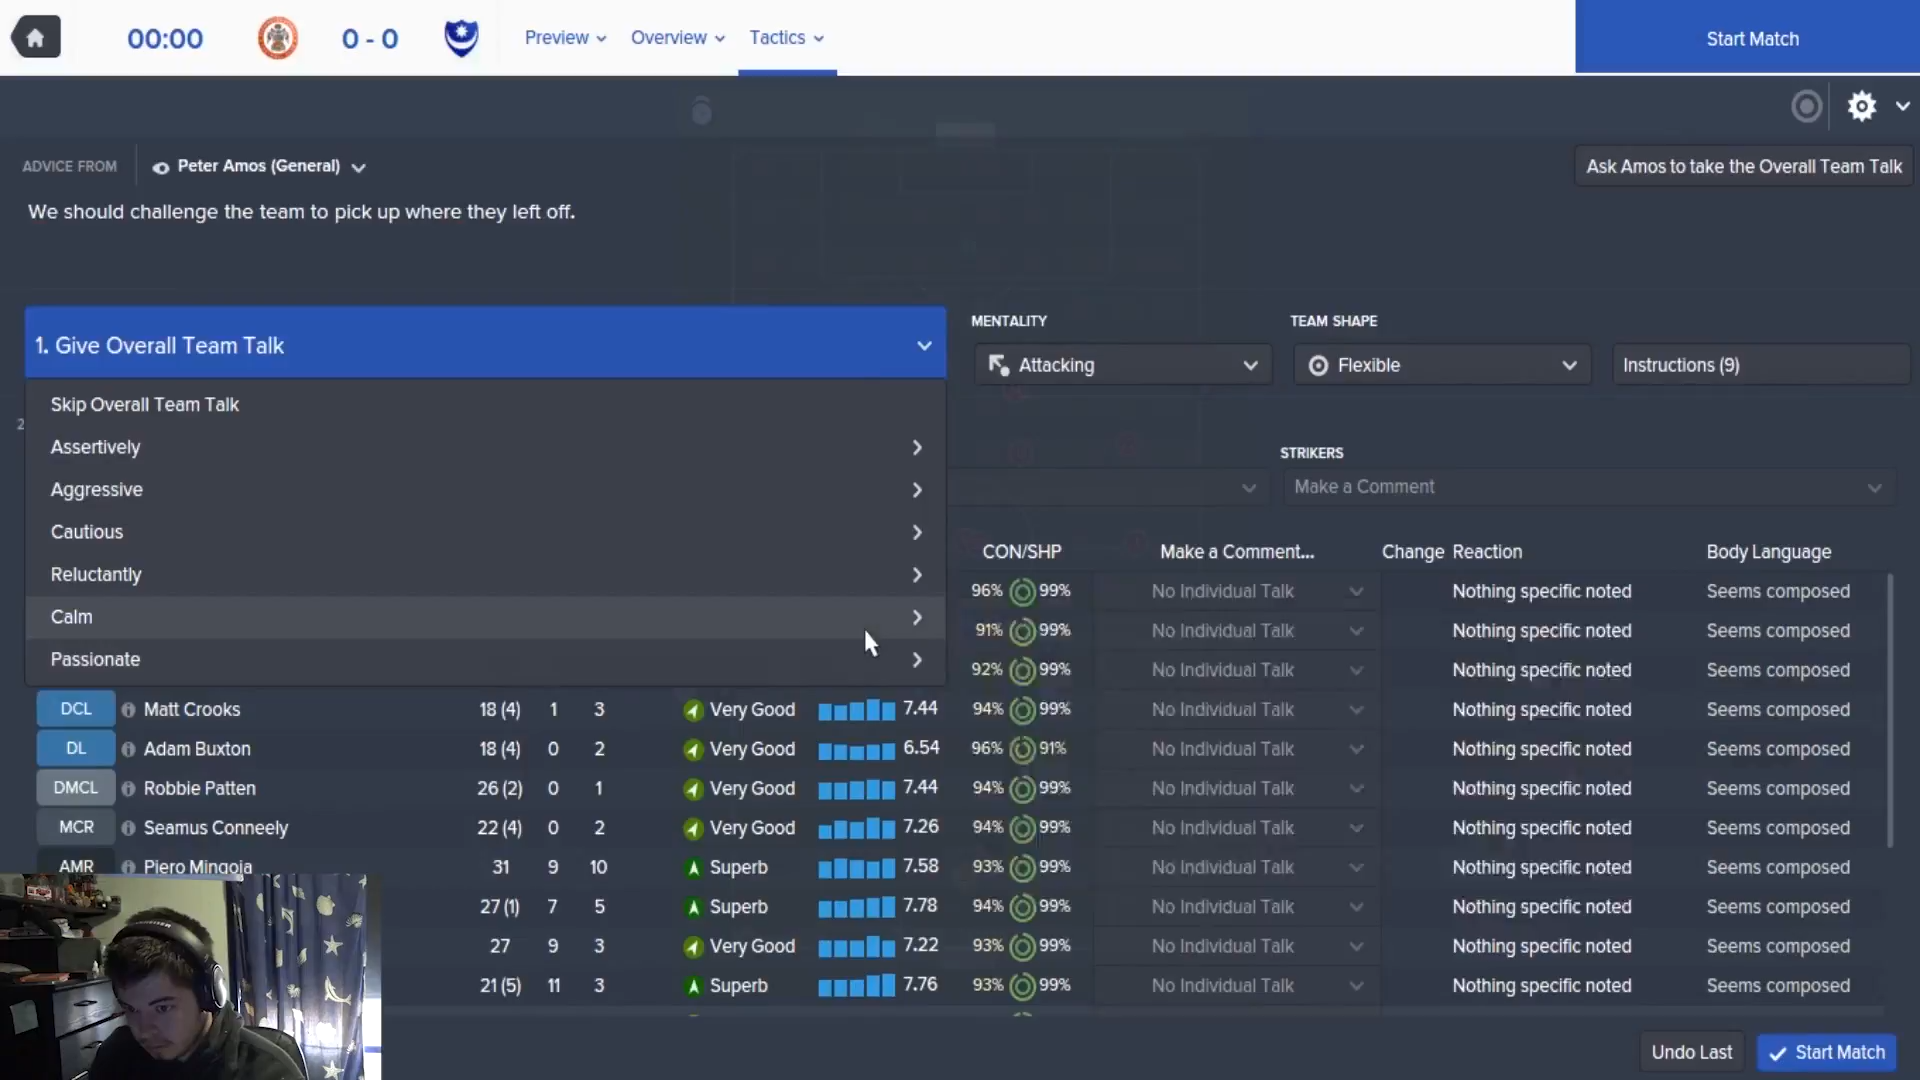 00:00 0 - 0 Preview Overview Tactics Start Match
ADVICE FROM Peter Amos (General) Ask Amos to take the Overall Team Talk
We should challenge the team to pick up where they left off.
1. Give Overall Team Talk
MENTALITY TEAM SHAPE
Attacking Flexible Instructions (9)
Skip Overall Team Talk
2
Assertively
STRIKERS
Aggressive
Make a Comment
Cautious
Reluctantly
Calm
Passionate
CON/SHP Make a Comment... Change Reaction Body Language
96% 99% No Individual Talk Nothing specific noted Seems composed
91% 99% No Individual Talk Nothing specific noted Seems composed
92% 99% No Individual Talk Nothing specific noted Seems composed
DCL Matt Crooks 18 (4) 1 3 Very Good 7.44 94% 99% No Individual Talk Nothing specific noted Seems composed
DL Adam Buxton 18 (4) 0 2 Very Good 6.54 96% 91% No Individual Talk Nothing specific noted Seems composed
DMCL Robbie Patten 26 (2) 0 1 Very Good 7.44 94% 99% No Individual Talk Nothing specific noted Seems composed
MCR Seamus Conneely 22 (4) 0 2 Very Good 7.26 94% 99% No Individual Talk Nothing specific noted Seems composed
AMR Piero Mingoia 31 9 10 Superb 7.58 93% 99% No Individual Talk Nothing specific noted Seems composed
27 (1) 7 5 Superb 7.78 94% 99% No Individual Talk Nothing specific noted Seems composed
27 9 3 Very Good 7.22 93% 99% No Individual Talk Nothing specific noted Seems composed
21 (5) 11 3 Superb 7.76 93% 99% No Individual Talk Nothing specific noted Seems composed
Undo Last Start Match